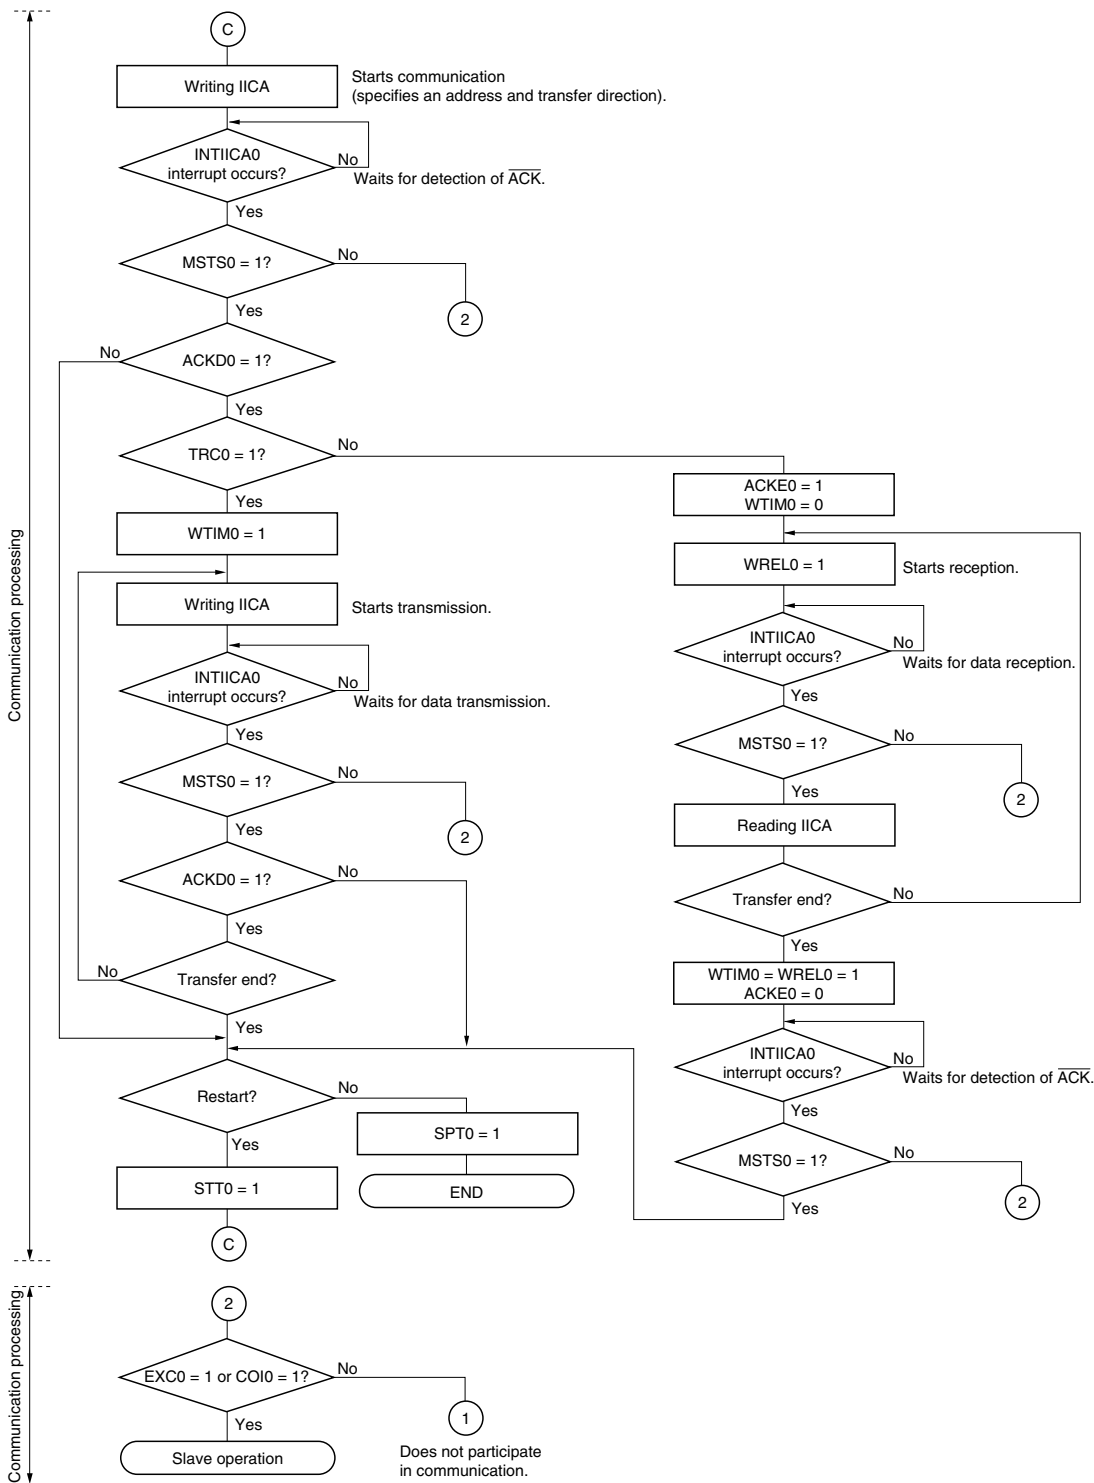 C
Writing IICA
Starts communication
(specifies an address and transfer direction).
INTIICA0
interrupt occurs?
No
Waits for detection of ACK.
Yes
MSTS0 = 1?
No
2
Yes
ACKD0 = 1?
No
Yes
TRC0 = 1?
No
Yes
WTIM0 = 1
Writing IICA
Starts transmission.
INTIICA0
interrupt occurs?
No
Waits for data transmission.
Yes
MSTS0 = 1?
No
2
Yes
ACKD0 = 1?
No
Yes
Transfer end?
No
Yes
Restart?
No
SPT0 = 1
END
Yes
STT0 = 1
C
ACKE0 = 1
WTIM0 = 0
WREL0 = 1
Starts reception.
INTIICA0
interrupt occurs?
No
Waits for data reception.
Yes
MSTS0 = 1?
No
2
Yes
Reading IICA
Transfer end?
No
Yes
WTIM0 = WREL0 = 1
ACKE0 = 0
INTIICA0
interrupt occurs?
No
Waits for detection of ACK.
Yes
MSTS0 = 1?
No
2
Yes
Communication processing
2
EXC0 = 1 or COI0 = 1?
No
1
Does not participate
in communication.
Yes
Slave operation
Communication processing